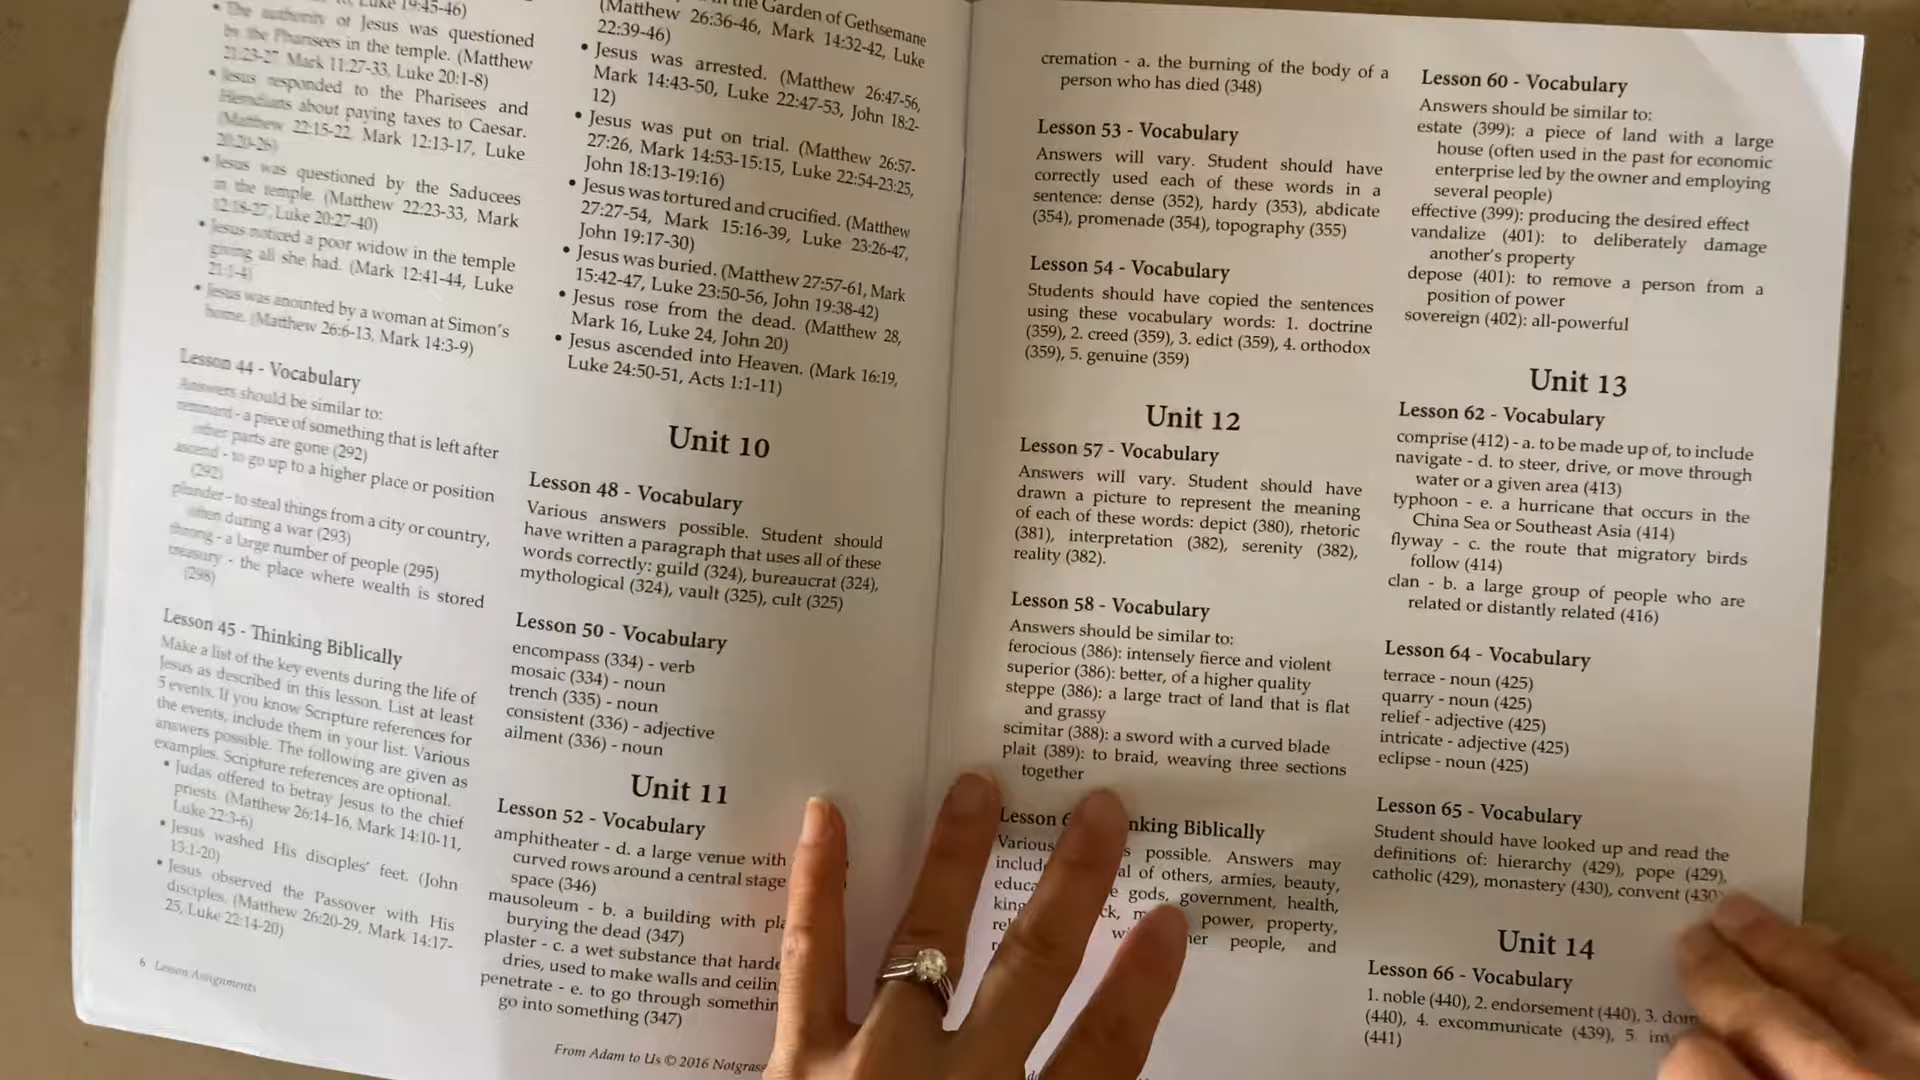 Luke 19:45-46)
• The authority of Jesus was questioned
by the Pharisees in the temple. (Matthew
21:23-27 Mark 11:27-33, Luke 20:1-8)
• Jesus responded to the Pharisees and
Herodians about paying taxes to Caesar.
(Matthew 22:15-22, Mark 12:13-17, Luke
20:20-26)
• Jesus was questioned by the Saducees
in the temple. (Matthew 22:23-33, Mark
12:18-27, Luke 20:27-40)
• Jesus noticed a poor widow in the temple
giving all she had. (Mark 12:41-44, Luke
21:1-4)
• Jesus was anointed by a woman at Simon's
home. (Matthew 26:6-13, Mark 14:3-9)
Lesson 44 - Vocabulary
Answers should be similar to:
remnant - a piece of something that is left after
other parts are gone (292)
ascend - to go up to a higher place or position
(292)
plunder - to steal things from a city or country,
often during a war (293)
throng - a large number of people (295)
treasury - the place where wealth is stored
(298)
Lesson 45 - Thinking Biblically
Make a list of the key events during the life of
Jesus as described in this lesson. List at least
5 events. If you know Scripture references for
the events, include them in your list. Various
answers possible. The following are given as
examples. Scripture references are optional.
• Judas offered to betray Jesus to the chief
priests. (Matthew 26:14-16, Mark 14:10-11,
Luke 22:3-6)
• Jesus washed His disciples' feet. (John
13:1-20)
• Jesus observed the Passover with His
disciples. (Matthew 26:20-29, Mark 14:17-
25, Luke 22:14-20)
6 Lesson Assignments
in the Garden of Gethsemane
(Matthew 26:36-46, Mark 14:32-42, Luke
22:39-46)
• Jesus was arrested. (Matthew 26:47-56,
Mark 14:43-50, Luke 22:47-53, John 18:2-
12)
• Jesus was put on trial. (Matthew 26:57-
27:26, Mark 14:53-15:15, Luke 22:54-23:25,
John 18:13-19:16)
• Jesus was tortured and crucified. (Matthew
27:27-54, Mark 15:16-39, Luke 23:26-47,
John 19:17-30)
• Jesus was buried. (Matthew 27:57-61, Mark
15:42-47, Luke 23:50-56, John 19:38-42)
• Jesus rose from the dead. (Matthew 28,
Mark 16, Luke 24, John 20)
• Jesus ascended into Heaven. (Mark 16:19,
Luke 24:50-51, Acts 1:1-11)
Unit 10
Lesson 48 - Vocabulary
Various answers possible. Student should
have written a paragraph that uses all of these
words correctly: guild (324), bureaucrat (324),
mythological (324), vault (325), cult (325)
Lesson 50 - Vocabulary
encompass (334) - verb
mosaic (334) - noun
trench (335) - noun
consistent (336) - adjective
ailment (336) - noun
Unit 11
Lesson 52 - Vocabulary
amphitheater - d. a large venue with
curved rows around a central stage
space (346)
mausoleum - b. a building with
burying the dead (347)
plaster - c. a wet substance that
dries, used to make walls and
penetrate - e. to go through
go into something (347)
From Adam to Us © 2016
cremation - a. the burning of the body of a
person who has died (348)
Lesson 53 - Vocabulary
Answers will vary. Student should have
correctly used each of these words in a
sentence: dense (352), hardy (353), abdicate
(354), promenade (354), topography (355)
Lesson 54 - Vocabulary
Students should have copied the sentences
using these vocabulary words: 1. doctrine
(359), 2. creed (359), 3. edict (359), 4. orthodox
(359), 5. genuine (359)
Unit 12
Lesson 57 - Vocabulary
Answers will vary. Student should have
drawn a picture to represent the meaning
of each of these words: depict (380), rhetoric
(381), interpretation (382), serenity (382),
reality (382).
Lesson 58 - Vocabulary
Answers should be similar to:
ferocious (386): intensely fierce and violent
superior (386): better, of a higher quality
steppe (386): a large tract of land that is flat
and grassy
scimitar (388): a sword with a curved blade
plait (389): to braid, weaving three sections
together
Lesson Biblically
Various possible. Answers may
of others, armies, beauty,
gods, government, health,
power, property,
people, and
Lesson 60 - Vocabulary
Answers should be similar to:
estate (399): a piece of land with a large
house (often used in the past for economic
enterprise led by the owner and employing
several people)
effective (399): producing the desired effect
vandalize (401): to deliberately damage
another's property
depose (401): to remove a person from a
position of power
sovereign (402): all-powerful
Unit 13
Lesson 62 - Vocabulary
comprise (412) - a. to be made up of, to include
navigate - d. to steer, drive, or move through
water or a given area (413)
typhoon - e. a hurricane that occurs in the
China Sea or Southeast Asia (414)
flyway - c. the route that migratory birds
follow (414)
clan - b. a large group of people who are
related or distantly related (416)
Lesson 64 - Vocabulary
terrace - noun (425)
quarry - noun (425)
relief - adjective (425)
intricate - adjective (425)
eclipse - noun (425)
Lesson 65 - Vocabulary
Student should have looked up and read the
definitions of: hierarchy (429), pope (429),
catholic (429), monastery (430), convent (430)
Unit 14
Lesson 66 - Vocabulary
1. noble (440), 2. endorsement (440), 3.
(440), 4. excommunicate (439), 5.
(441)